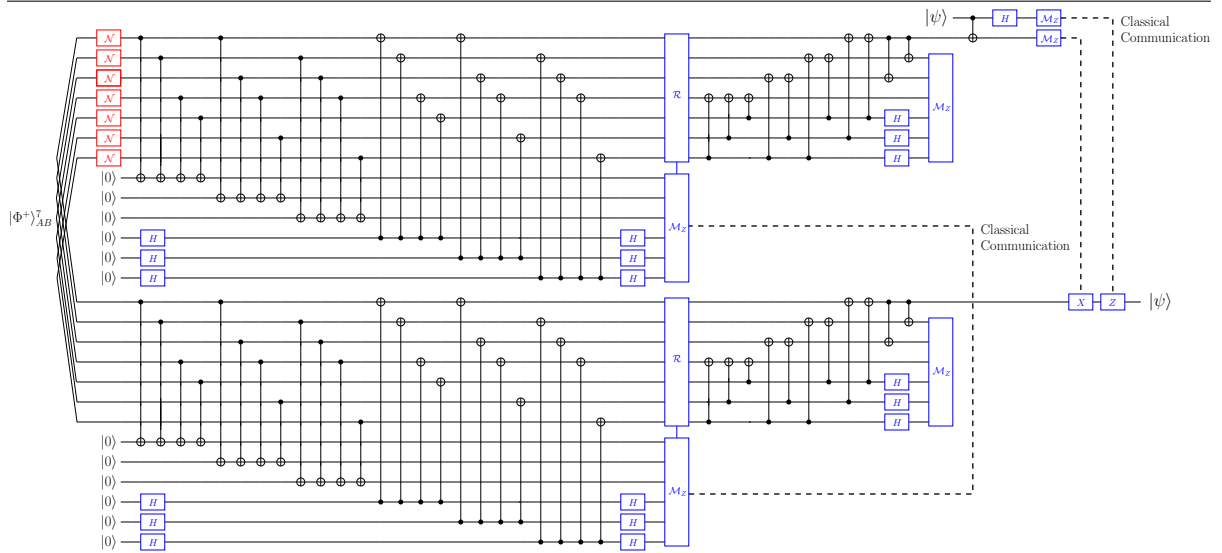 |ψ⟩ H M_Z Classical
N M_Z Communication
N
N
N R M_Z
N H
N H
N H
|0⟩
|0⟩
|Φ⁺⟩⁷_AB |0⟩ M_Z Classical
|0⟩ H H Communication
|0⟩ H H
|0⟩ H H
X Z |ψ⟩
R M_Z
H
H
H
|0⟩
|0⟩
|0⟩ M_Z
|0⟩ H H
|0⟩ H H
|0⟩ H H